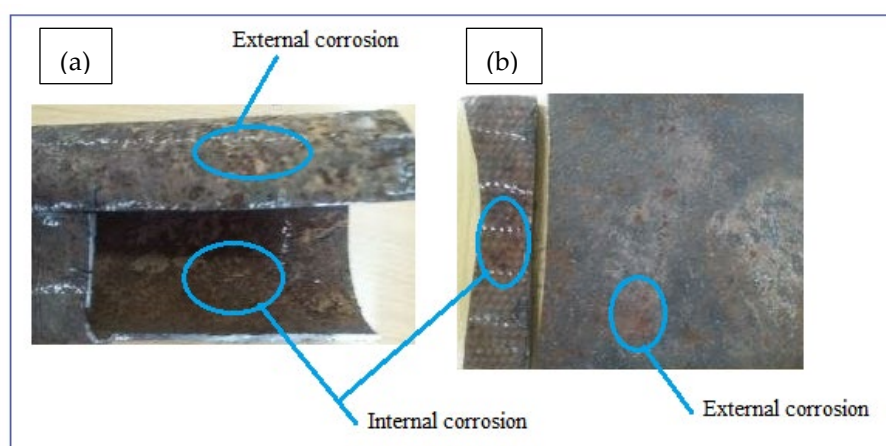 External corrosion
(a)
(b)
Internal corrosion
External corrosion